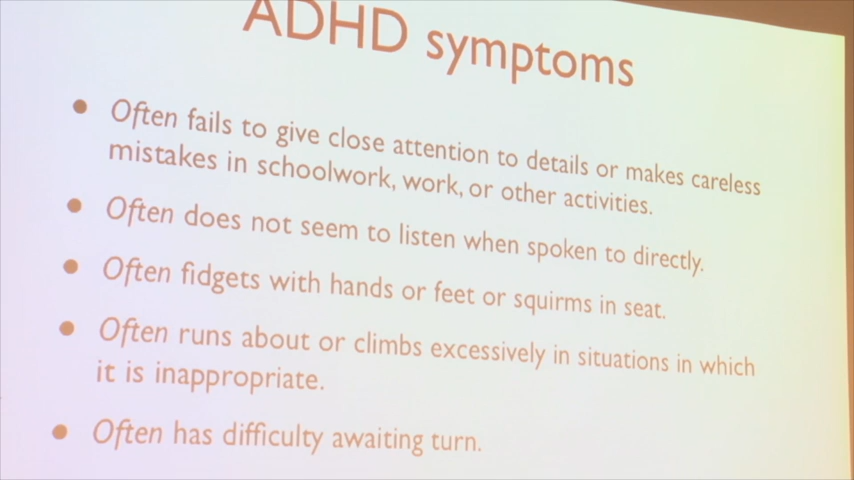 ADHD symptoms
• Often fails to give close attention to details or makes careless
mistakes in schoolwork, work, or other activities.
• Often does not seem to listen when spoken to directly.
• Often fidgets with hands or feet or squirms in seat.
• Often runs about or climbs excessively in situations in which
it is inappropriate.
• Often has difficulty awaiting turn.